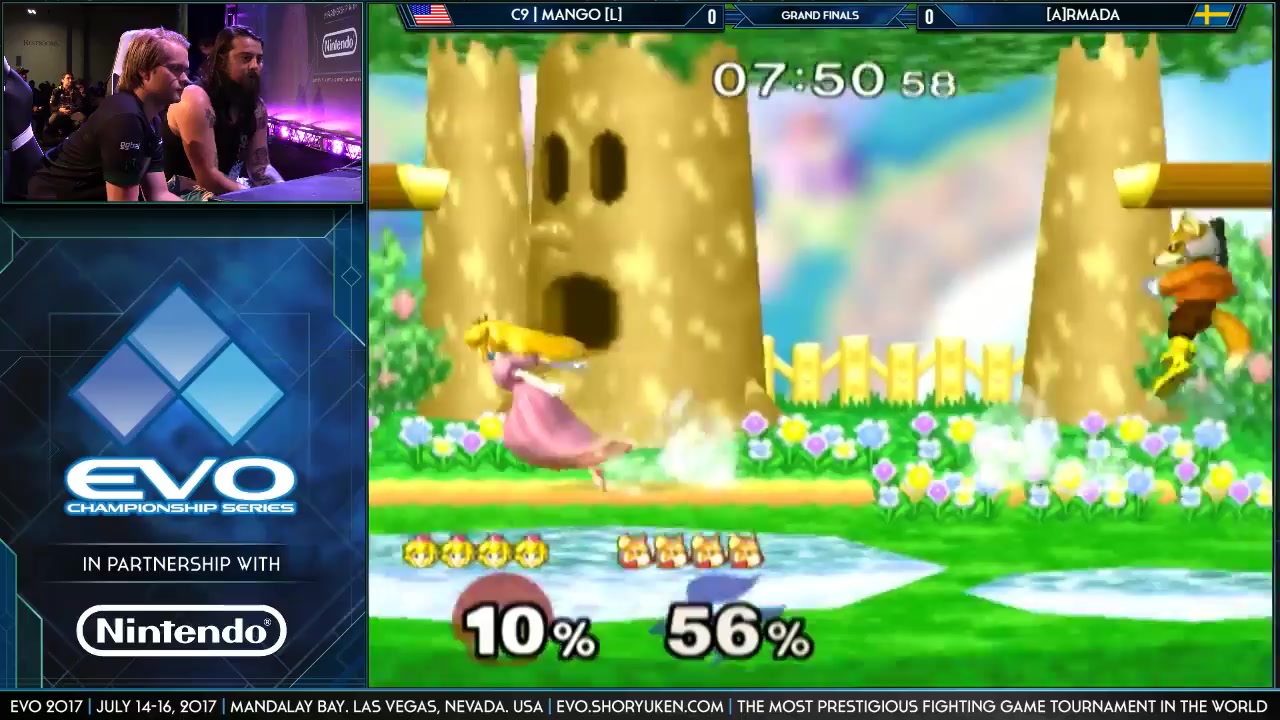 C9 | MANGO [L] 0 GRAND FINALS 0 [A]RMADA
Nintendo
07:50 58
EVO
CHAMPIONSHIP SERIES
IN PARTNERSHIP WITH
Nintendo®
10% 56%
EVO 2017 | JULY 14-16, 2017 | MANDALAY BAY. LAS VEGAS, NEVADA. USA | EVO.SHORYUKEN.COM | THE MOST PRESTIGIOUS FIGHTING GAME TOURNAMENT IN THE WORLD